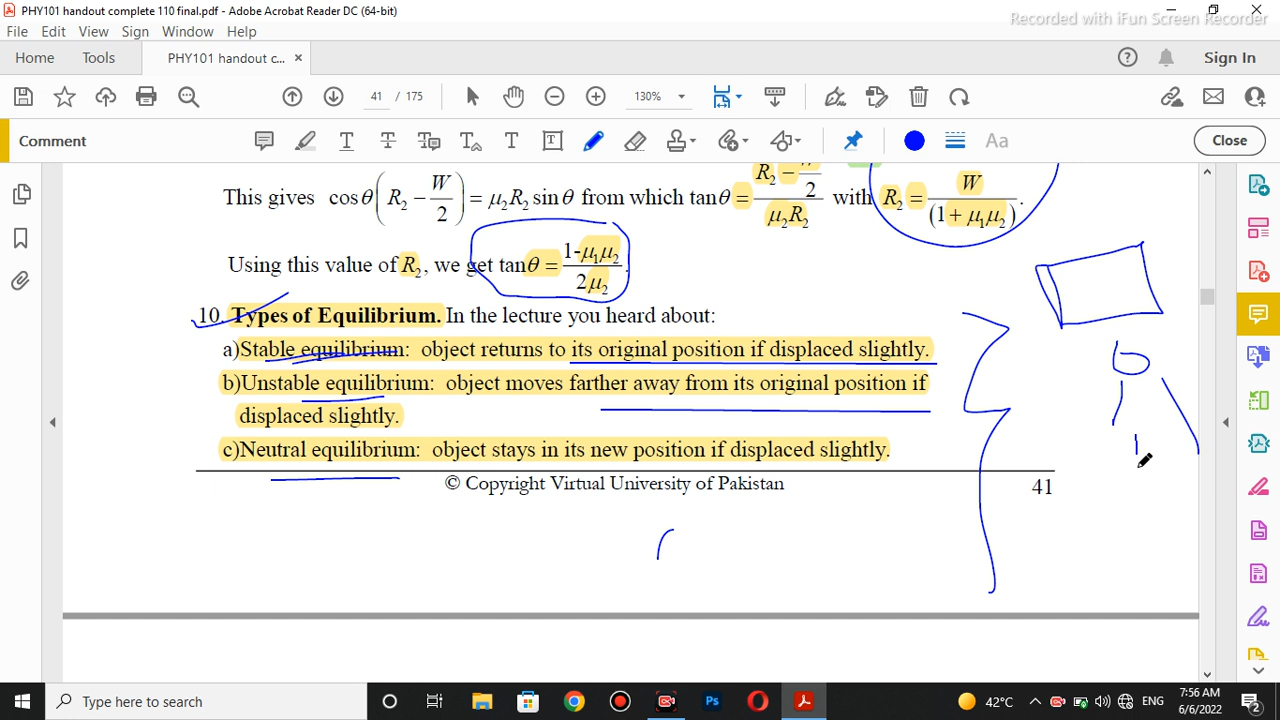 PHY101 handout complete 110 final.pdf - Adobe Acrobat Reader DC (64-bit)
Recorded with iFun Screen Recorder
File Edit View Sign Window Help
Home Tools PHY101 handout c... × Sign In
41 / 175 130%
Comment Close
This gives cosθ(R₂ − W/2) = μ₂R₂ sinθ from which tanθ = (R₂ − W/2)/(μ₂R₂) with R₂ = W/(1 + μ₁μ₂).
Using this value of R₂, we get tanθ = (1-μ₁μ₂)/(2μ₂).
10. Types of Equilibrium. In the lecture you heard about:
a)Stable equilibrium: object returns to its original position if displaced slightly.
b)Unstable equilibrium: object moves farther away from its original position if
displaced slightly.
c)Neutral equilibrium: object stays in its new position if displaced slightly.
© Copyright Virtual University of Pakistan 41
Type here to search
42°C ENG
7:56 AM
6/6/2022
2